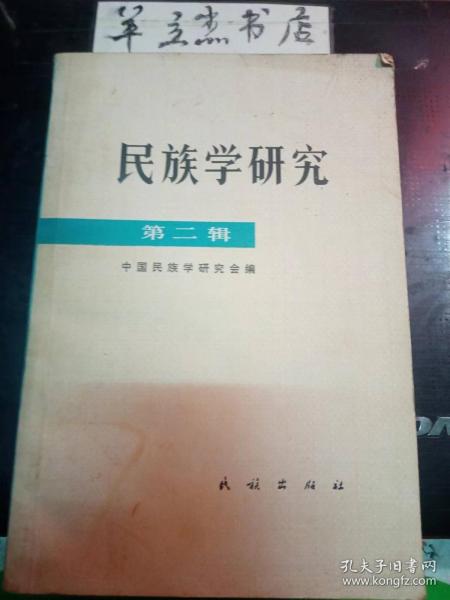 羊立杰书店
民族学研究
第二辑
中国民族学研究会编
民族出版社
孔夫子旧书网
www.kongfz.com